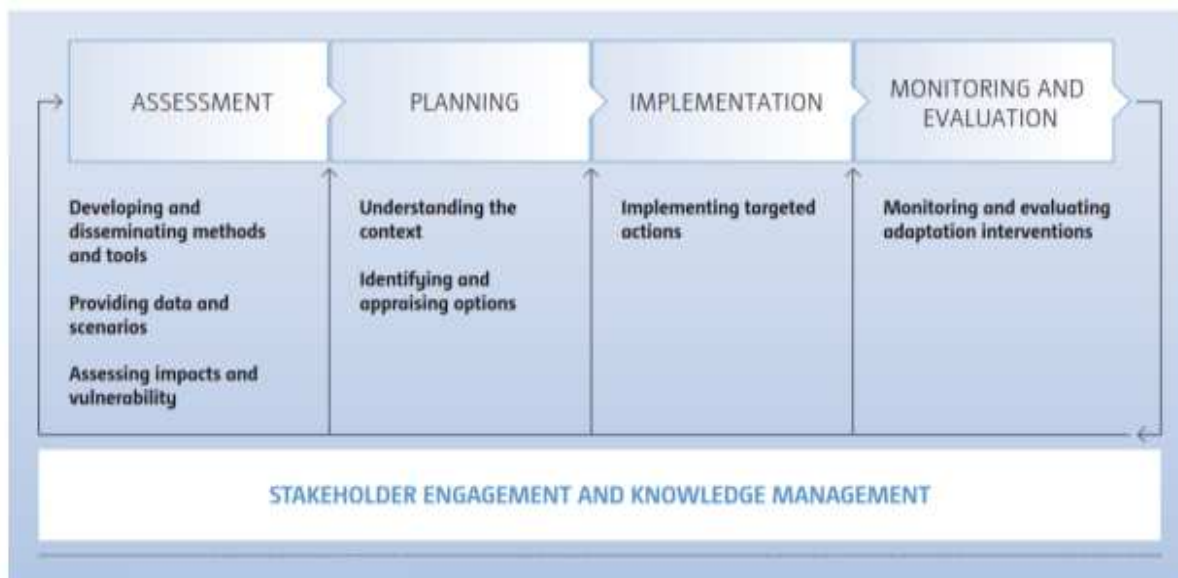 ASSESSMENT
PLANNING
IMPLEMENTATION
MONITORING AND
EVALUATION
Developing and
disseminating methods
and tools
Providing data and
scenarios
Assessing impacts and
vulnerability
Understanding the
context
Identifying and
appraising options
Implementing targeted
actions
Monitoring and evaluating
adaptation interventions
STAKEHOLDER ENGAGEMENT AND KNOWLEDGE MANAGEMENT